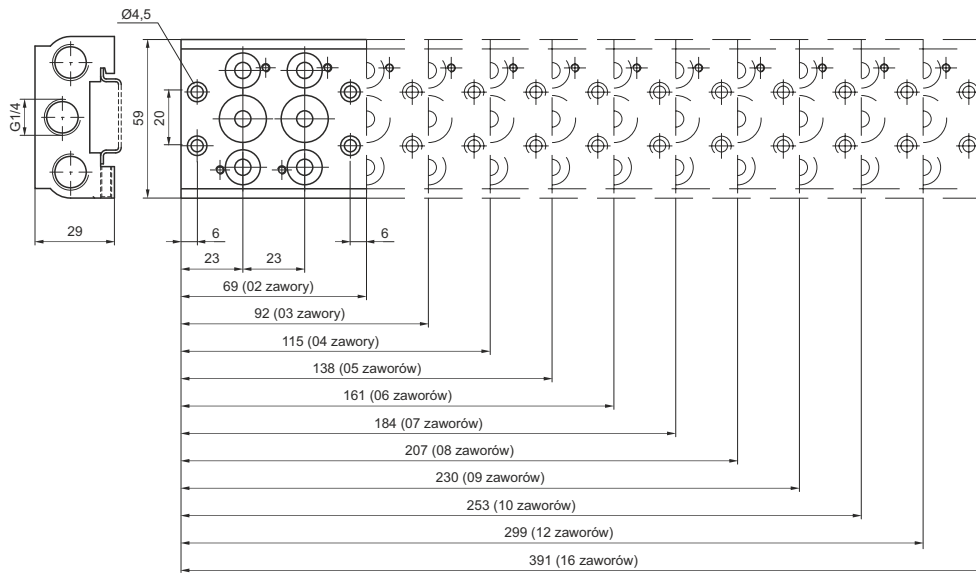 Ø4,5
G1/4
59
20
29
6
6
23
23
69 (02 zawory)
92 (03 zawory)
115 (04 zawory)
138 (05 zaworów)
161 (06 zaworów)
184 (07 zaworów)
207 (08 zaworów)
230 (09 zaworów)
253 (10 zaworów)
299 (12 zaworów)
391 (16 zaworów)